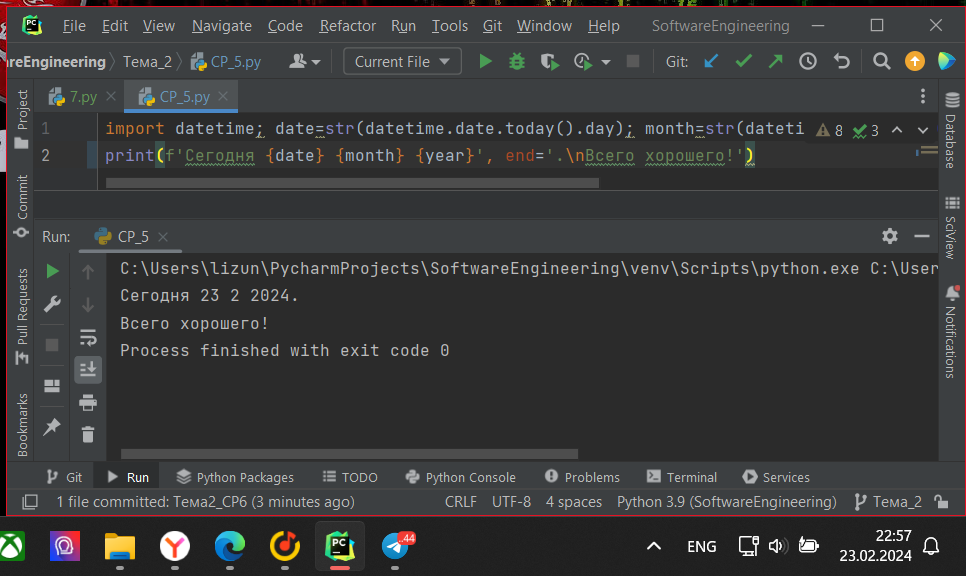 PC File Edit View Navigate Code Refactor Run Tools Git Window Help SoftwareEngineering
reEngineering Тема_2 CP_5.py Current File Git:
7.py CP_5.py
1 import datetime; date=str(datetime.date.today().day); month=str(dateti 8 3
2 print(f'Сегодня {date} {month} {year}', end='.\nВсего хорошего!')
Project
Commit
Pull Requests
Bookmarks
Database
SciView
Notifications
Run: CP_5
C:\Users\lizun\PycharmProjects\SoftwareEngineering\venv\Scripts\python.exe C:\User
Сегодня 23 2 2024.
Всего хорошего!
Process finished with exit code 0
Git Run Python Packages TODO Python Console Problems Terminal Services
1 file committed: Тема2_CP6 (3 minutes ago) CRLF UTF-8 4 spaces Python 3.9 (SoftwareEngineering) Тема_2
PC 44 ENG 22:57
23.02.2024